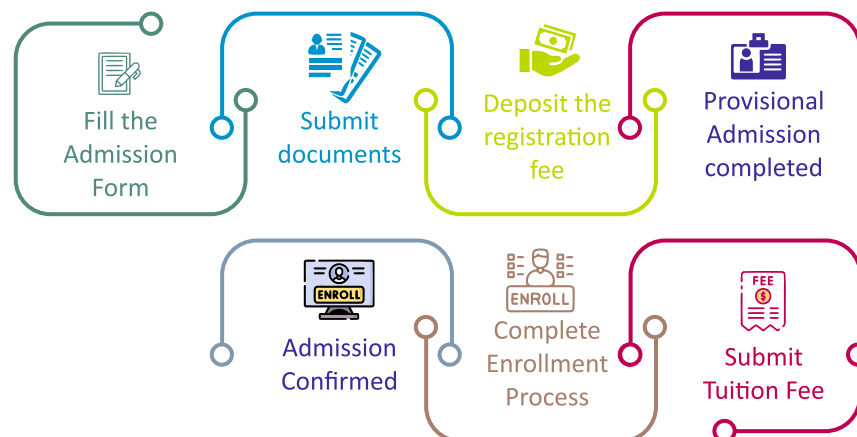 Fill the
Admission
Form
Submit
documents
Deposit the
registration
fee
Provisional
Admission
completed
ENROLL
Admission
Confirmed
ENROLL
Complete
Enrollment
Process
FEE
$
Submit
Tuition Fee